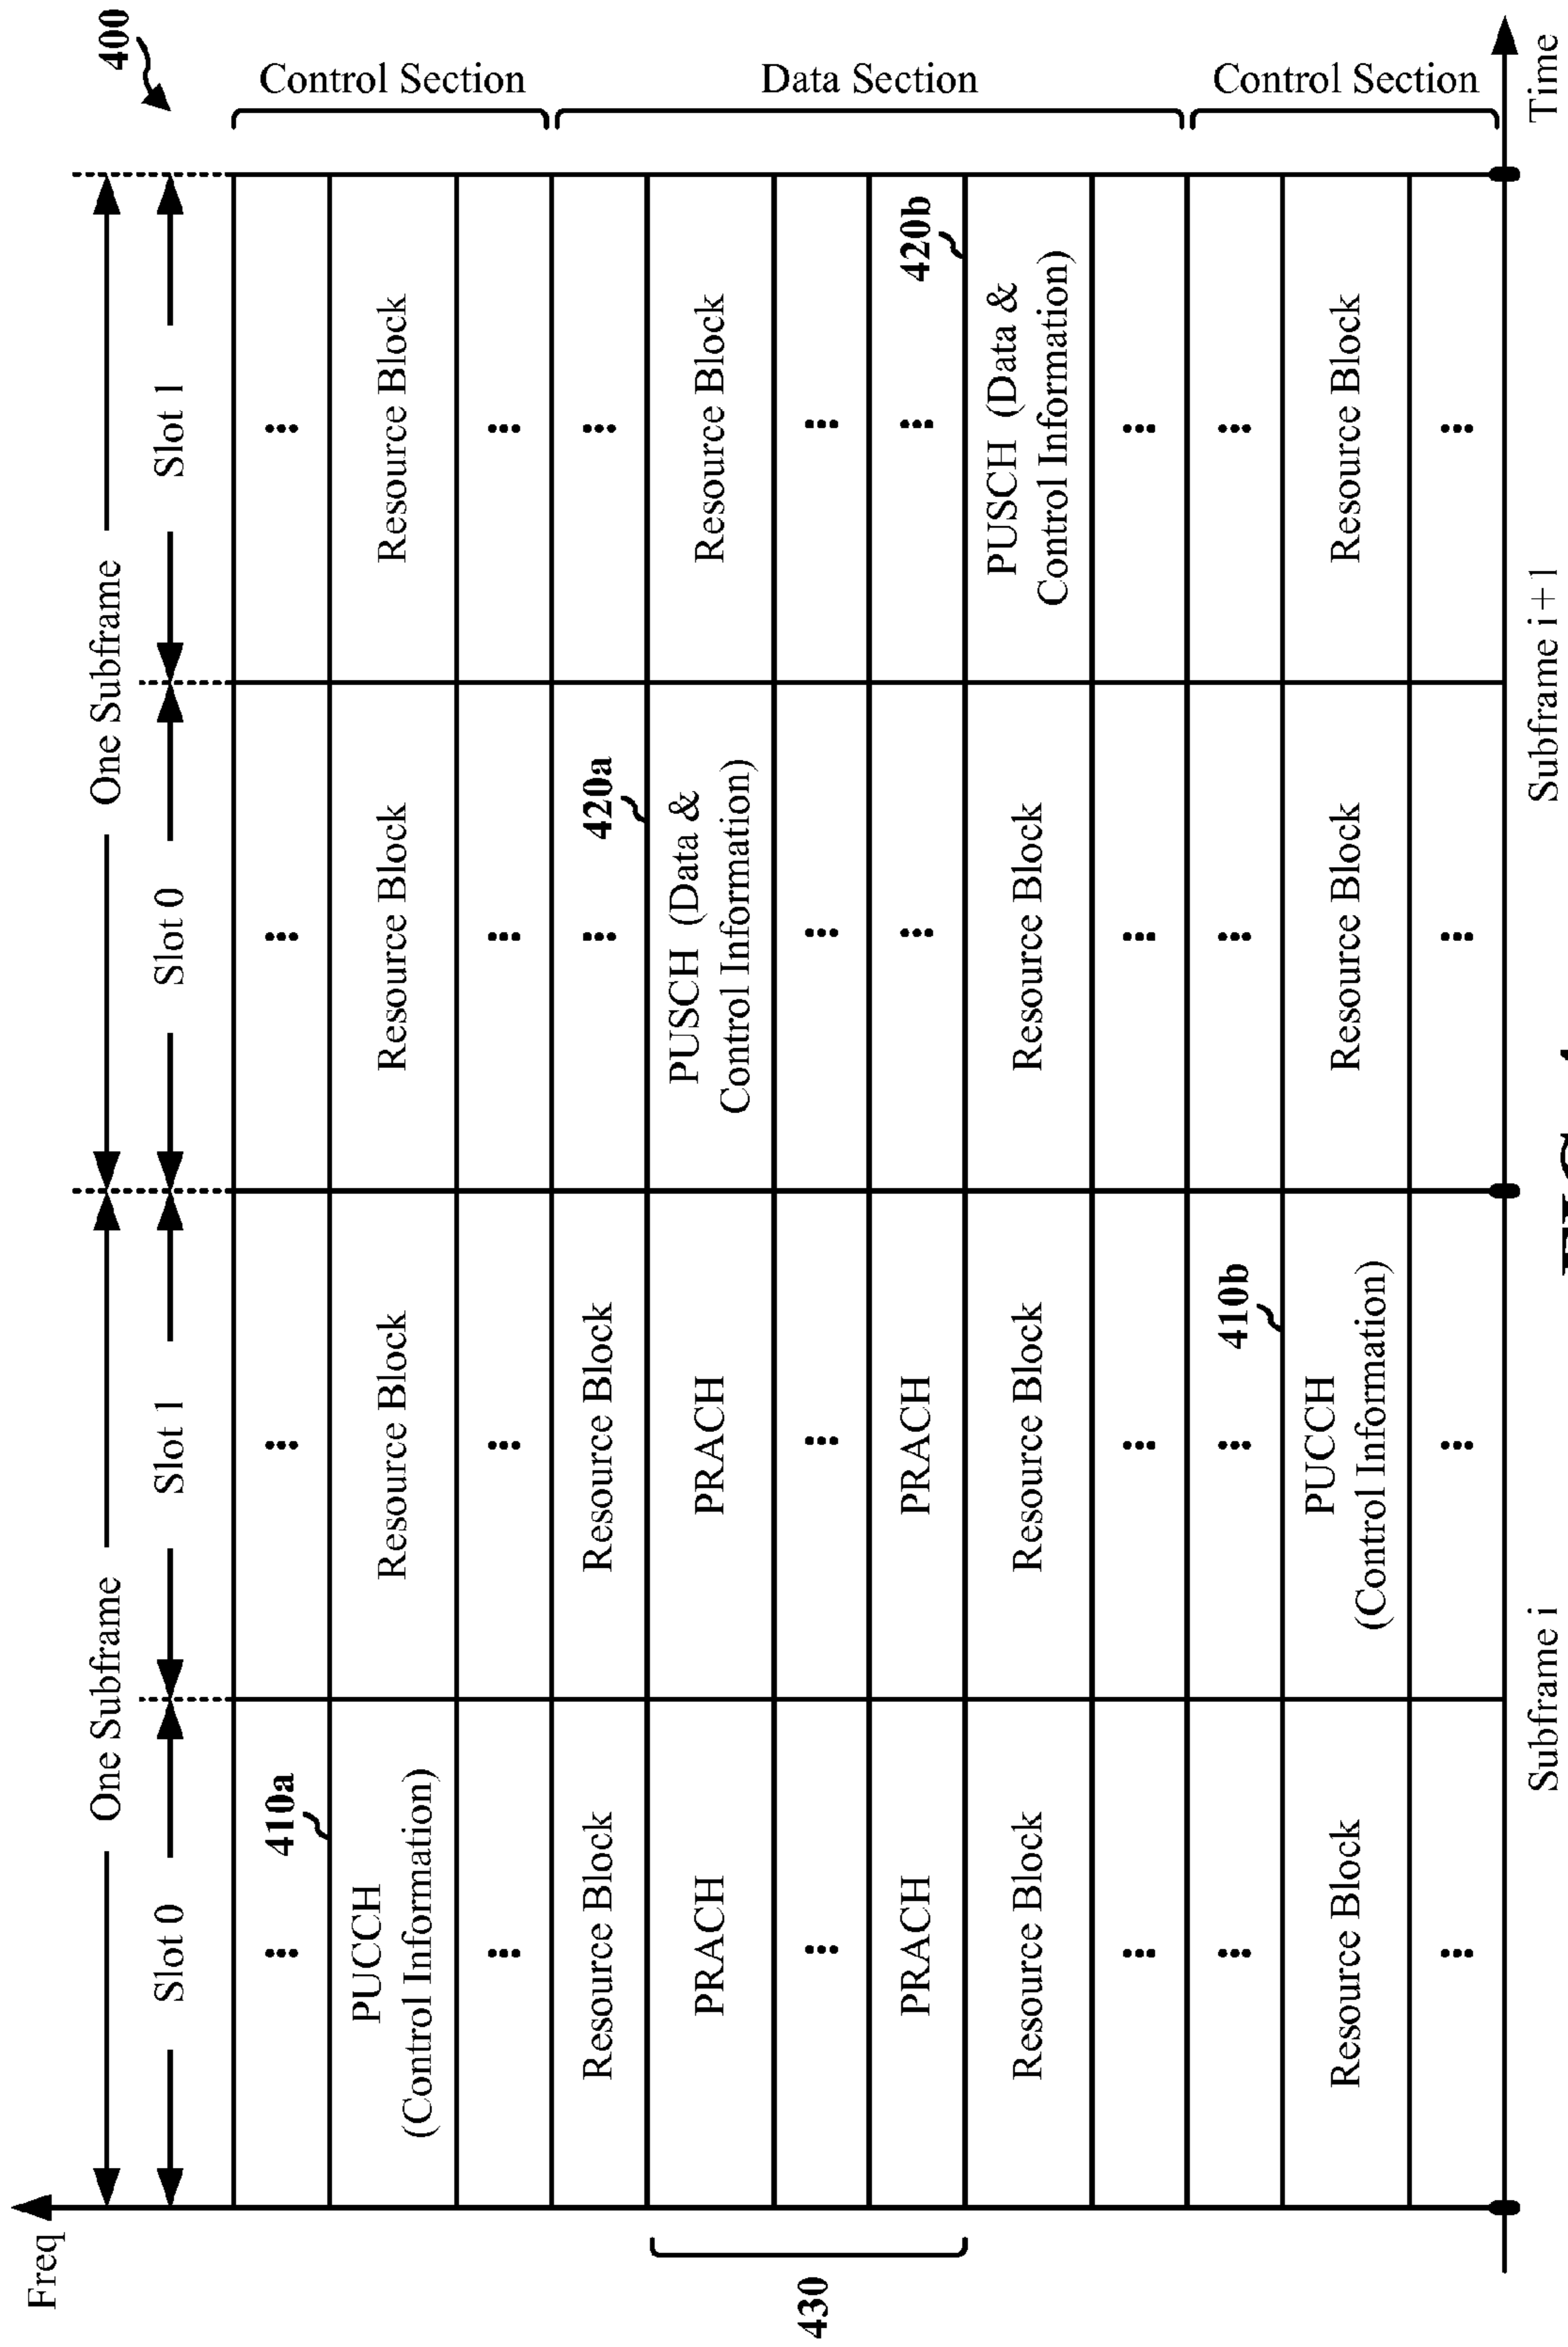 Freq
400
One Subframe
One Subframe
Slot 0
Slot 1
Slot 0
Slot 1
Control Section
410a
PUCCH
(Control Information)
Resource Block
Resource Block
Resource Block
Data Section
Resource Block
Resource Block
420a
430
PRACH
PRACH
PUSCH (Data &
Control Information)
Resource Block
PRACH
PRACH
420b
Resource Block
Resource Block
Resource Block
PUSCH (Data &
Control Information)
Control Section
410b
Resource Block
PUCCH
(Control Information)
Resource Block
Resource Block
Subframe i
Subframe i+1
Time